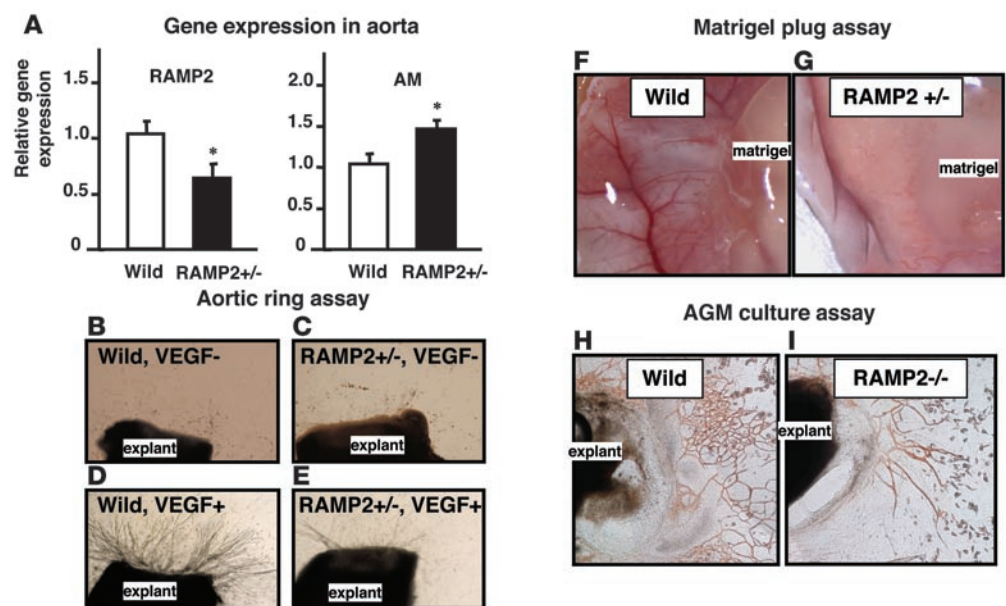 A
Gene expression in aorta
Relative gene
expression
RAMP2
1.5
1.0
0.5
0
*
Wild
RAMP2+/-
AM
2.0
1.5
1.0
0.5
0
*
Wild
RAMP2+/-
Aortic ring assay
B
Wild, VEGF-
explant
C
RAMP2+/-, VEGF-
explant
D
Wild, VEGF+
explant
E
RAMP2+/-, VEGF+
explant
Matrigel plug assay
F
Wild
matrigel
G
RAMP2 +/-
matrigel
AGM culture assay
H
Wild
explant
I
RAMP2-/-
explant